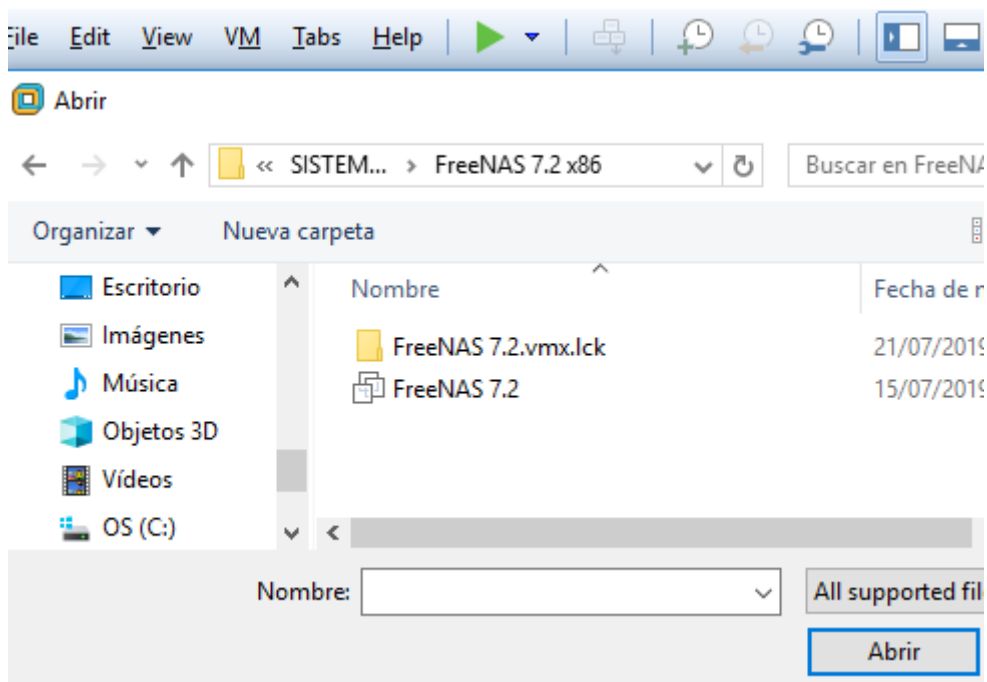 File Edit View VM Tabs Help
Abrir
« SISTEM... › FreeNAS 7.2 x86
Buscar en FreeNA
Organizar Nueva carpeta
Nombre Fecha de
Escritorio
Imágenes
Música
Objetos 3D
Vídeos
OS (C:)
FreeNAS 7.2.vmx.lck 21/07/2019
FreeNAS 7.2 15/07/2019
Nombre:
All supported fil
Abrir